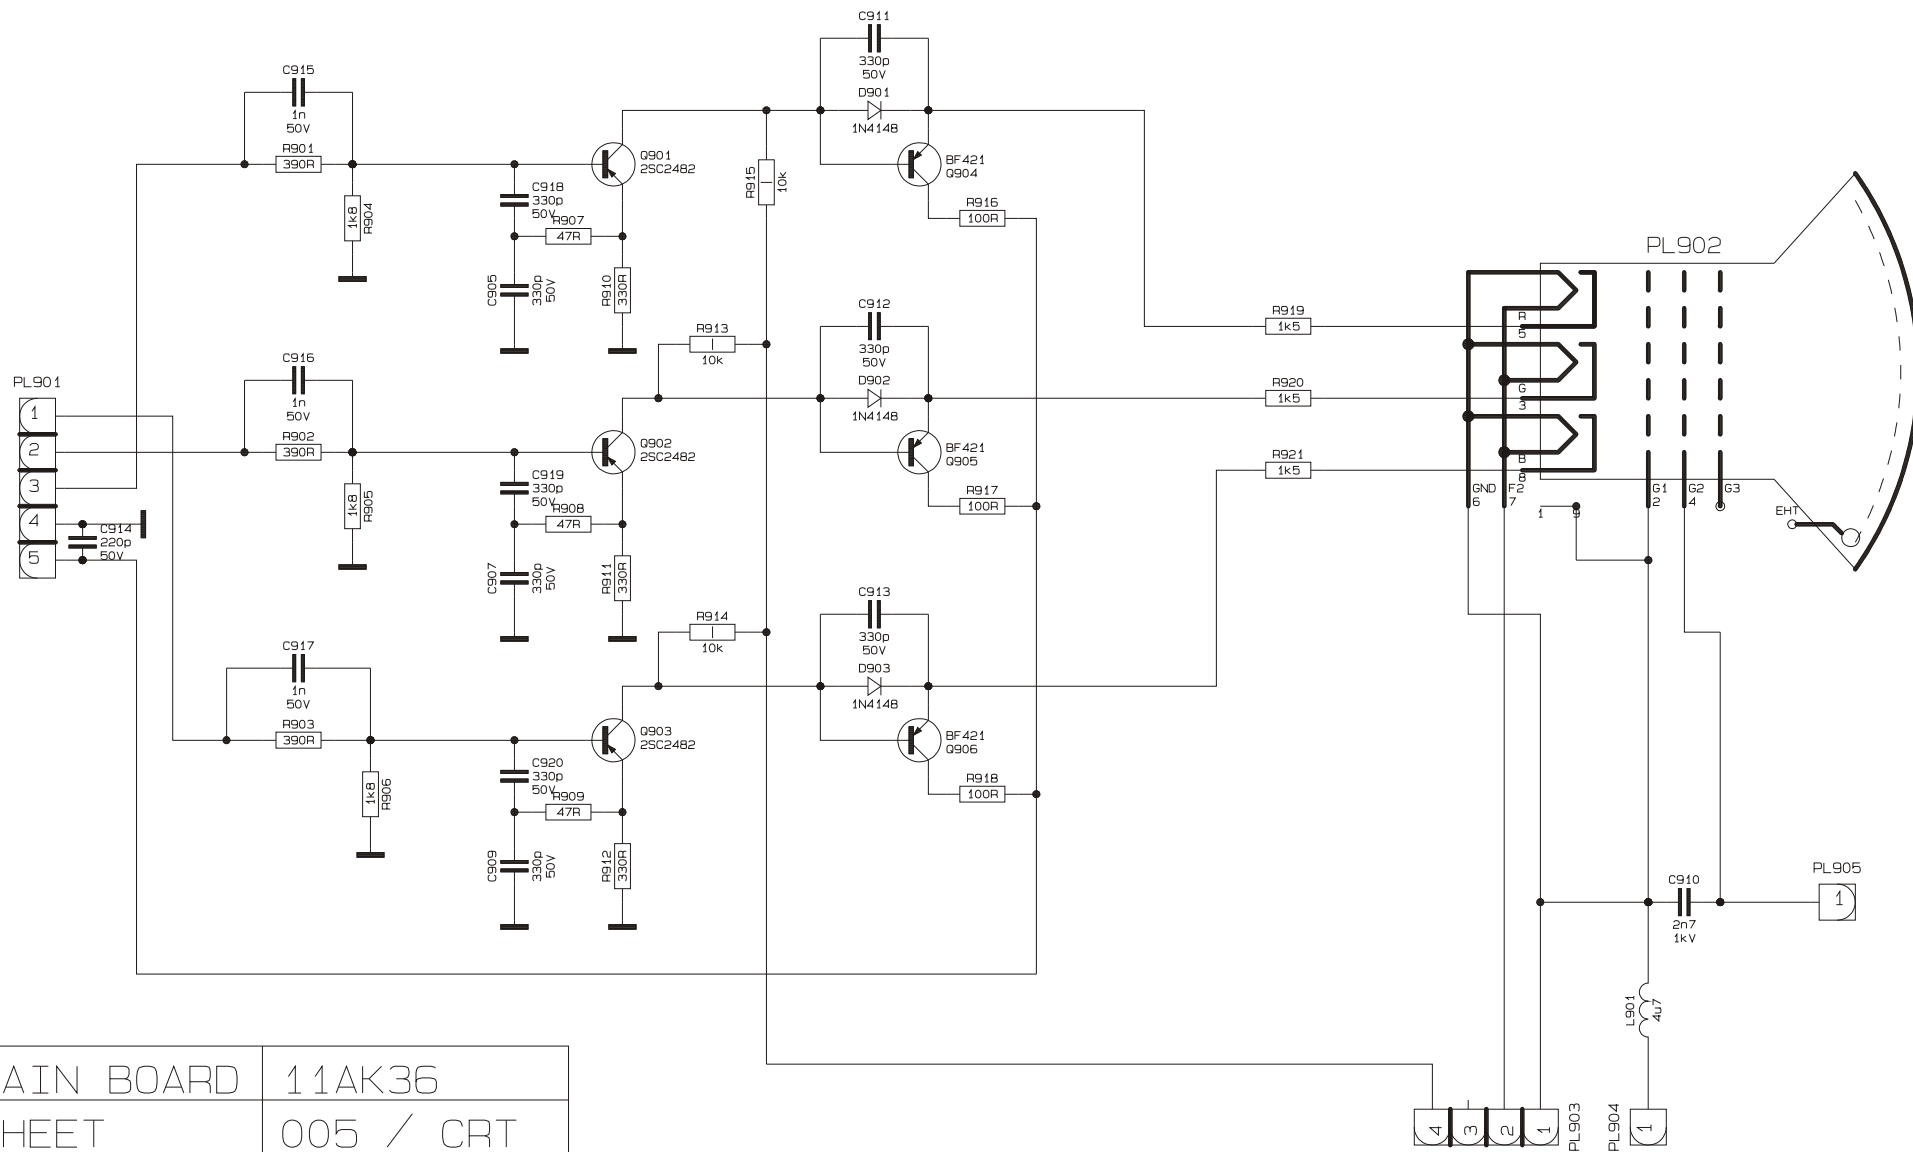 C911
330p
50V
D901
1N4148
C915
1n
50V
R901
390R
Q901
2SC2482
BF421
Q904
R915
10k
C918
330p
50V
R907
47R
1k8
R904
R916
100R
PL902
C905
330p
50V
R910
330R
C912
330p
50V
D902
1N4148
R913
10k
R919
1k5
R
5
C916
1n
50V
R902
390R
PL901
1
2
3
4
5
R920
1k5
G
3
Q902
2SC2482
BF421
Q905
R921
1k5
B
8
C919
330p
50V
R908
47R
1k8
R905
R917
100R
GND
6
F2
7
1
9
G1
2
G2
4
G3
EHT
C914
220p
50V
C907
330p
50V
R911
330R
C913
330p
50V
D903
1N4148
R914
10k
C917
1n
50V
R903
390R
Q903
2SC2482
BF421
Q906
C920
330p
50V
R909
47R
1k8
R906
R918
100R
C909
330p
50V
R912
330R
C910
2n7
1kV
PL905
1
L901
4u7
AIN BOARD
11AK36
HEET
005 / CRT
4
3
2
1
PL903
PL904
1